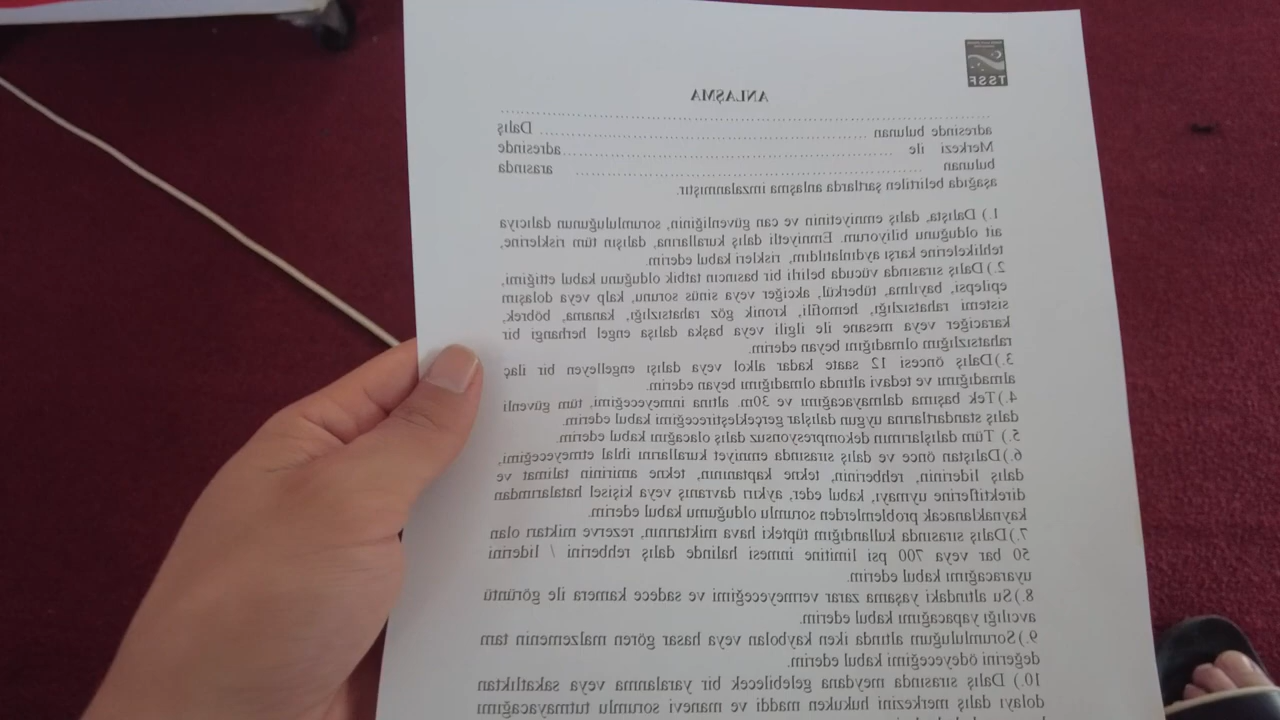 TSSF
ANLAŞMA
adresinde bulunan ........ Dalış
Merkezi ile ........adresinde
bulunan ........ arasında
aşağıda belirtilen şartlarda anlaşma imzalanmıştır.
1.) Dalışta, dalış emniyetinin ve can güvenliğinin, sorumluluğunun dalıcıya
ait olduğunu biliyorum. Emniyetli dalış kurallarına, dalışın tüm risklerine,
tehlikelerine karşı aydınlatıldım, riskleri kabul ederim.
2.) Dalış sırasında vücuda belirli bir basıncın tatbik olduğunu kabul ettiğimi,
epilepsi, bayılma, tüberkül, akciğer veya sinüs sorunu, kalp veya dolaşım
sistemi rahatsızlığı, hemofili, kronik göz rahatsızlığı, kanama, böbrek,
karaciğer veya mesane ile ilgili veya başka dalışa engel herhangi bir
rahatsızlığım olmadığını beyan ederim.
3.)Dalış öncesi 12 saate kadar alkol veya dalışı engelleyen bir ilaç
almadığımı ve tedavi altında olmadığımı beyan ederim.
4.)Tek başıma dalmayacağımı ve 30m. altına inmeyeceğimi, tüm güvenli
dalış standartlarına uygun dalışlar gerçekleştireceğimi kabul ederim.
5.) Tüm dalışlarımın dekompresyonsuz dalış olacağını kabul ederim.
6.)Dalıştan önce ve dalış sırasında emniyet kurallarını ihlal etmeyeceğimi,
dalış liderinin, rehberinin, tekne kaptanının, tekne amirinin talimat ve
direktiflerine uymayı, kabul eder, aykırı davranış veya kişisel hatalarımdan
kaynaklanacak problemlerden sorumlu olduğumu kabul ederim.
7.)Dalış sırasında kullandığım tüpteki hava miktarının, rezerve miktarı olan
50 bar veya 700 psi limitine inmesi halinde dalış rehberini / liderini
uyaracağımı kabul ederim.
8.)Su altındaki yaşama zarar vermeyeceğimi ve sadece kamera ile görüntü
avcılığı yapacağımı kabul ederim.
9.)Sorumluluğum altında iken kaybolan veya hasar gören malzemenin tam
değerini ödeyeceğimi kabul ederim.
10.) Dalış sırasında meydana gelebilecek bir yaralanma veya sakatlıktan
dolayı dalış merkezini hukuken maddi ve manevi sorumlu tutmayacağımı